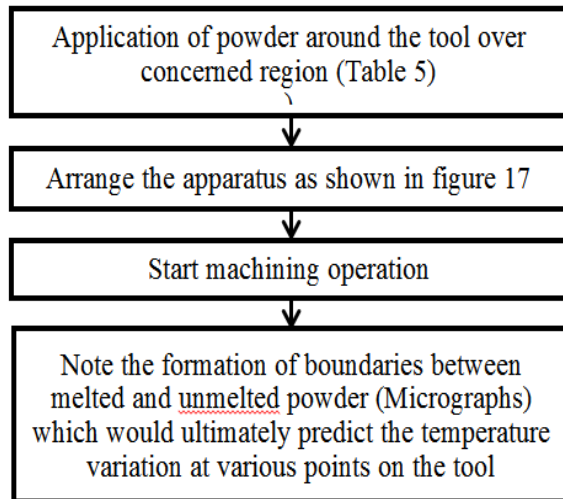 Application of powder around the tool over
concerned region (Table 5)
Arrange the apparatus as shown in figure 17
Start machining operation
Note the formation of boundaries between
melted and unmelted powder (Micrographs)
which would ultimately predict the temperature
variation at various points on the tool